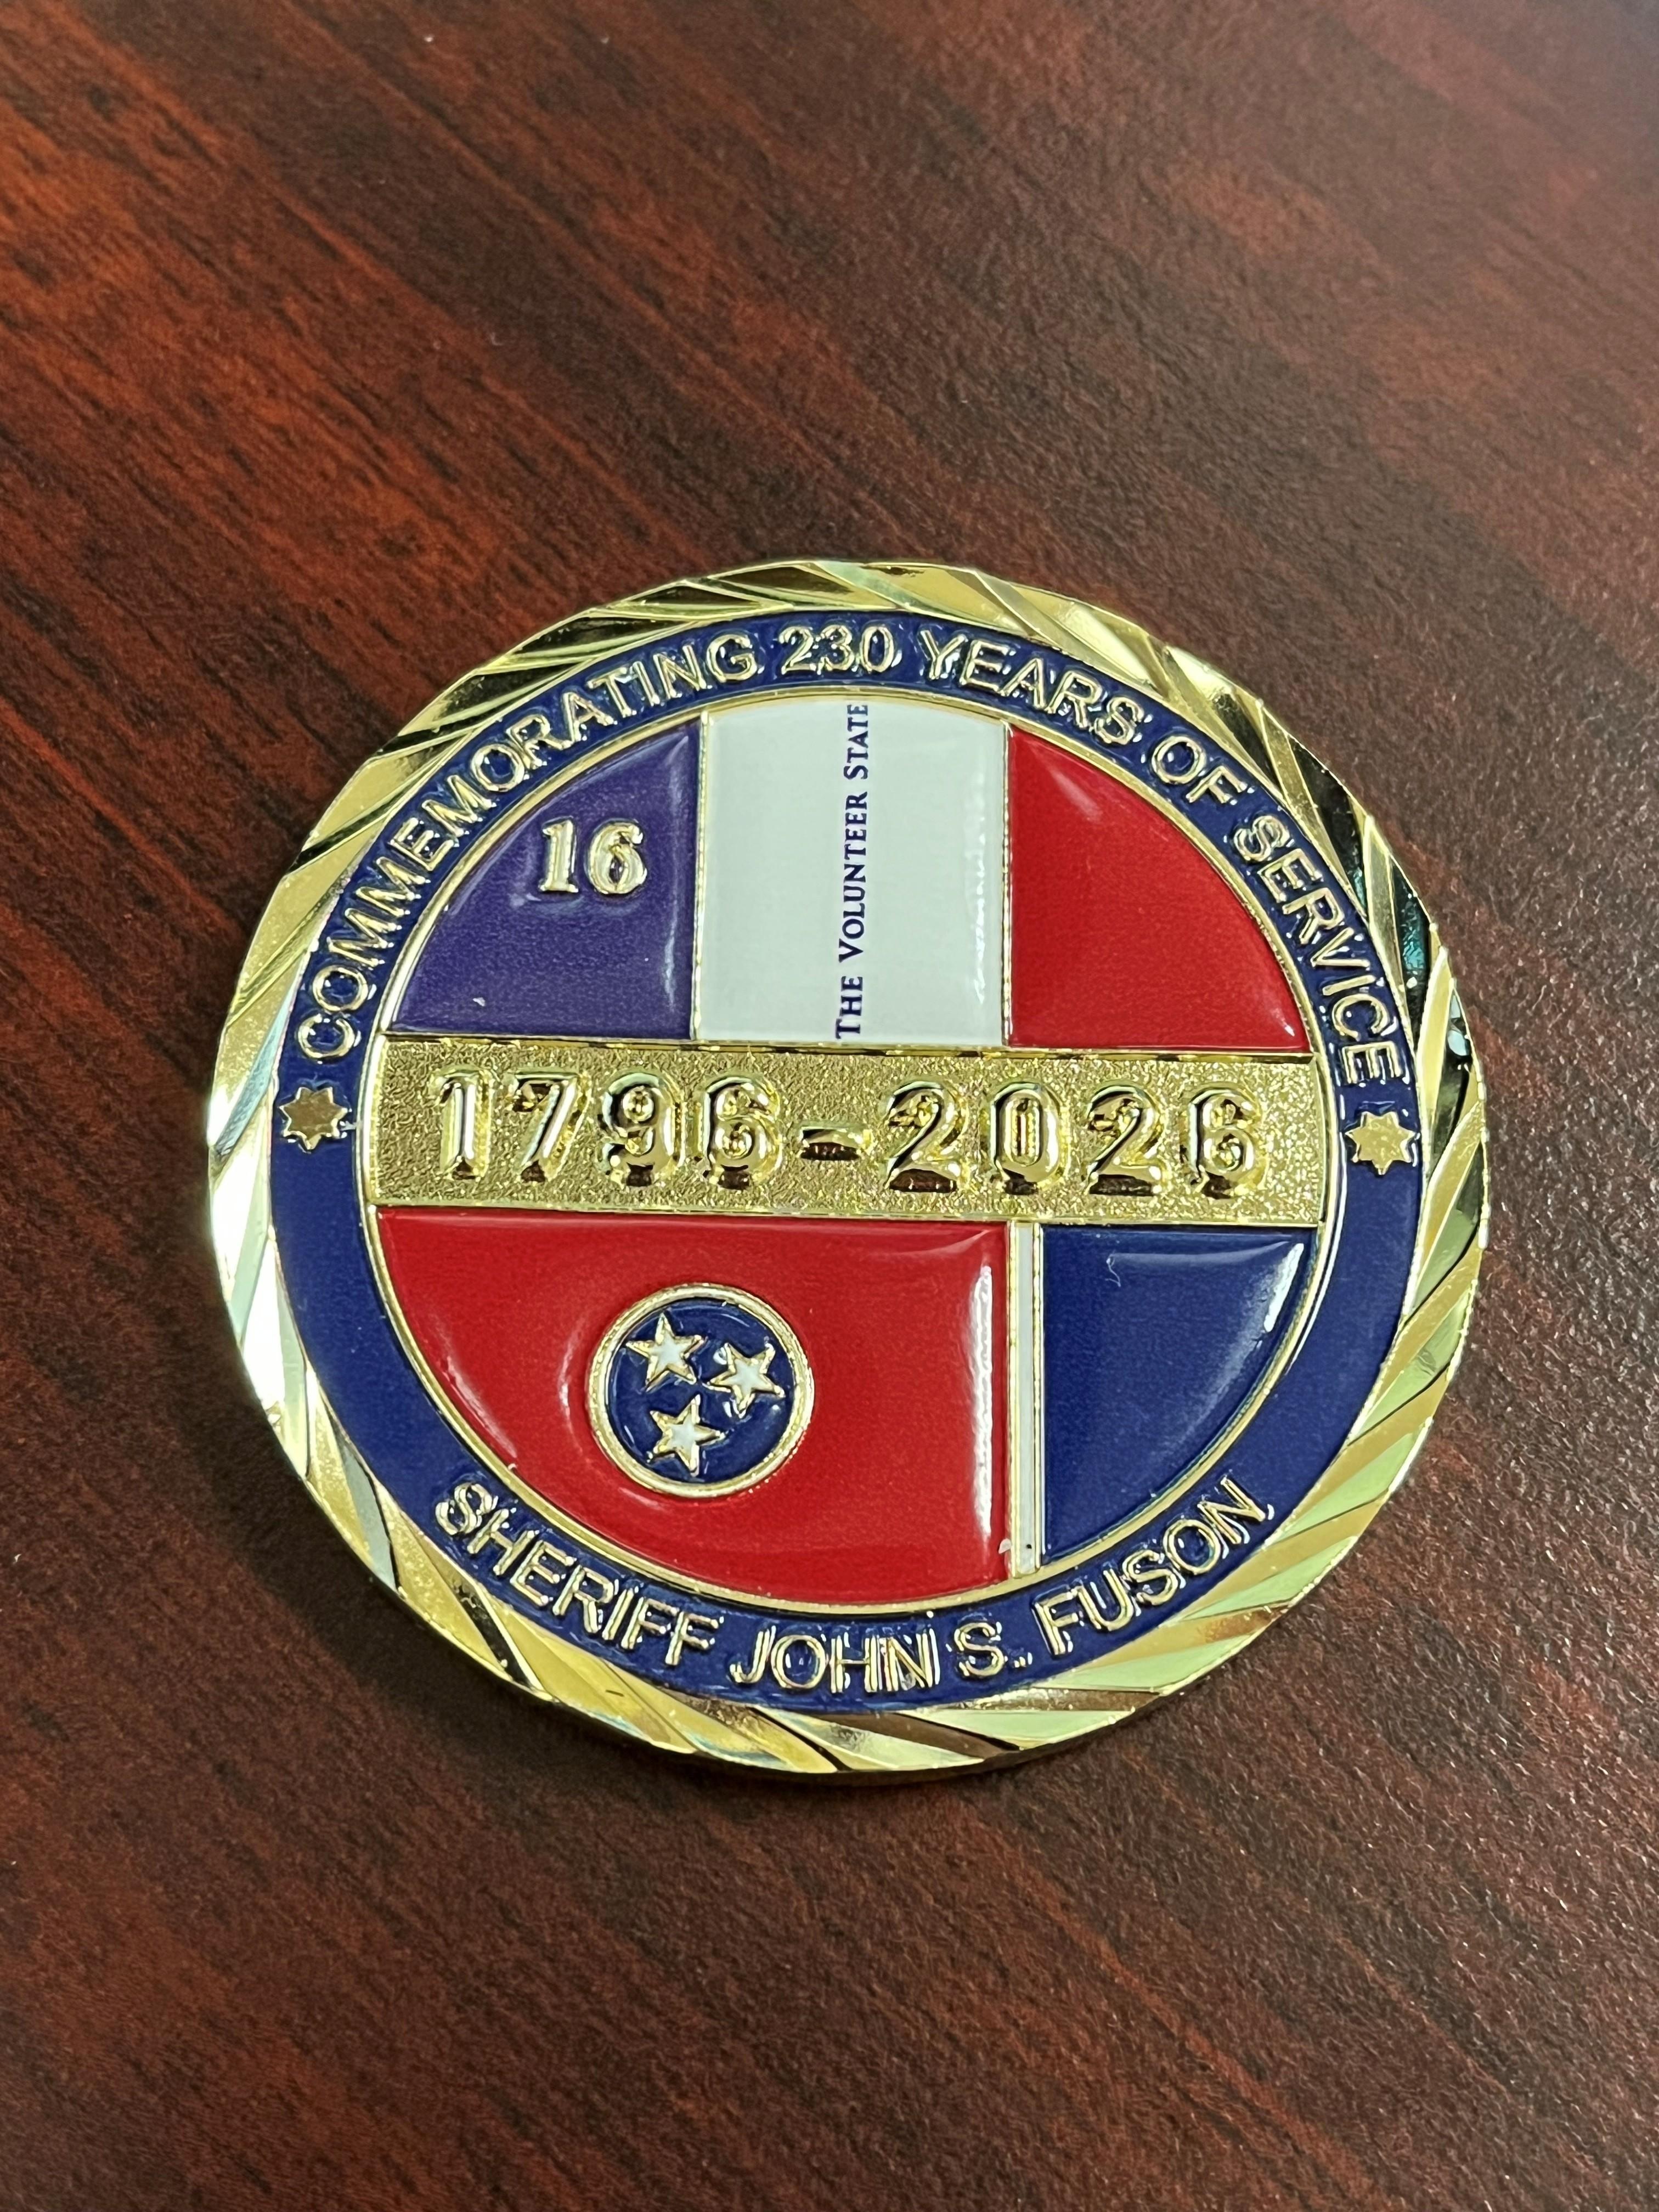 COMMEMORATING 230 YEARS OF SERVICE
16
THE VOLUNTEER STATE
1796-2026
SHERIFF JOHN S. FUSON